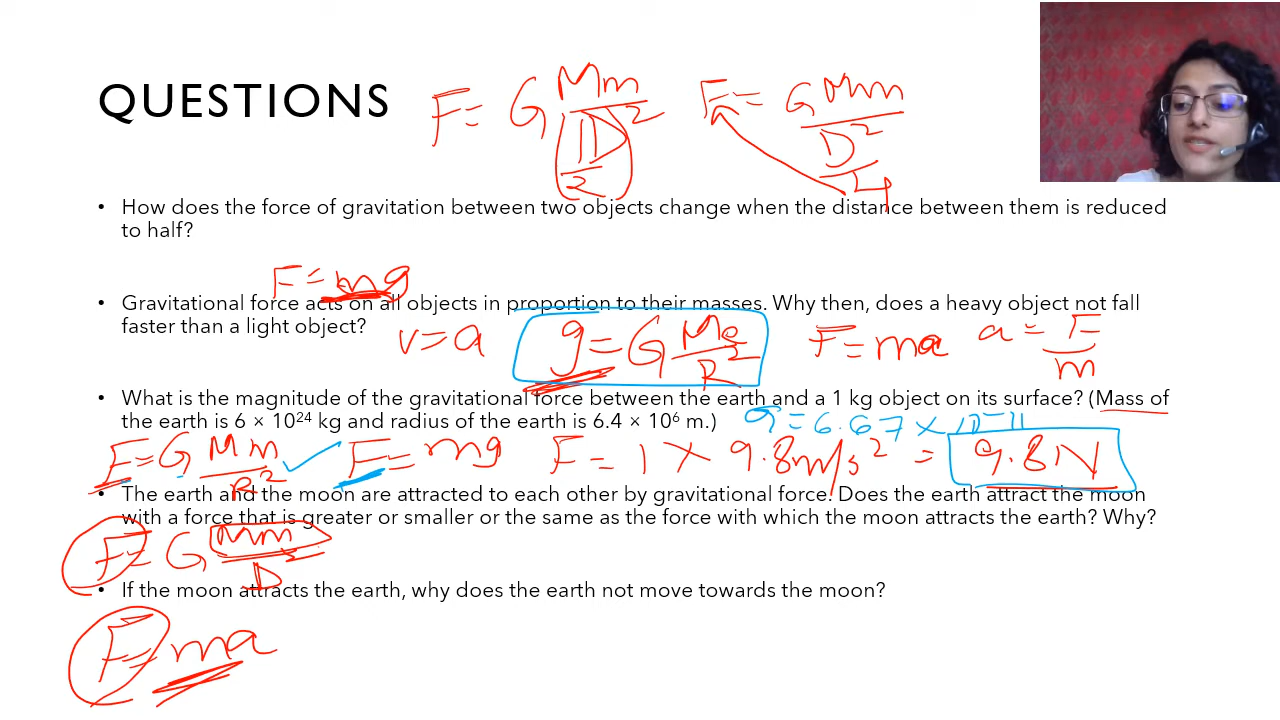 QUESTIONS
F = G Mm / (D/2)²
F = G Mm / D²/4
• How does the force of gravitation between two objects change when the distance between them is reduced
to half?
F = mg
• Gravitational force acts on all objects in proportion to their masses. Why then, does a heavy object not fall
faster than a light object?
v = a
g = G Me / R²
F = ma
a = F / m
• What is the magnitude of the gravitational force between the earth and a 1 kg object on its surface? (Mass of
the earth is 6 × 10²⁴ kg and radius of the earth is 6.4 × 10⁶ m.)
G = 6.67 × 10⁻¹¹
F = G Mm / R²
F = mg
F = 1 × 9.8 m/s² = 9.8 N
• The earth and the moon are attracted to each other by gravitational force. Does the earth attract the moon
with a force that is greater or smaller or the same as the force with which the moon attracts the earth? Why?
F = G Mm / D²
• If the moon attracts the earth, why does the earth not move towards the moon?
F = ma